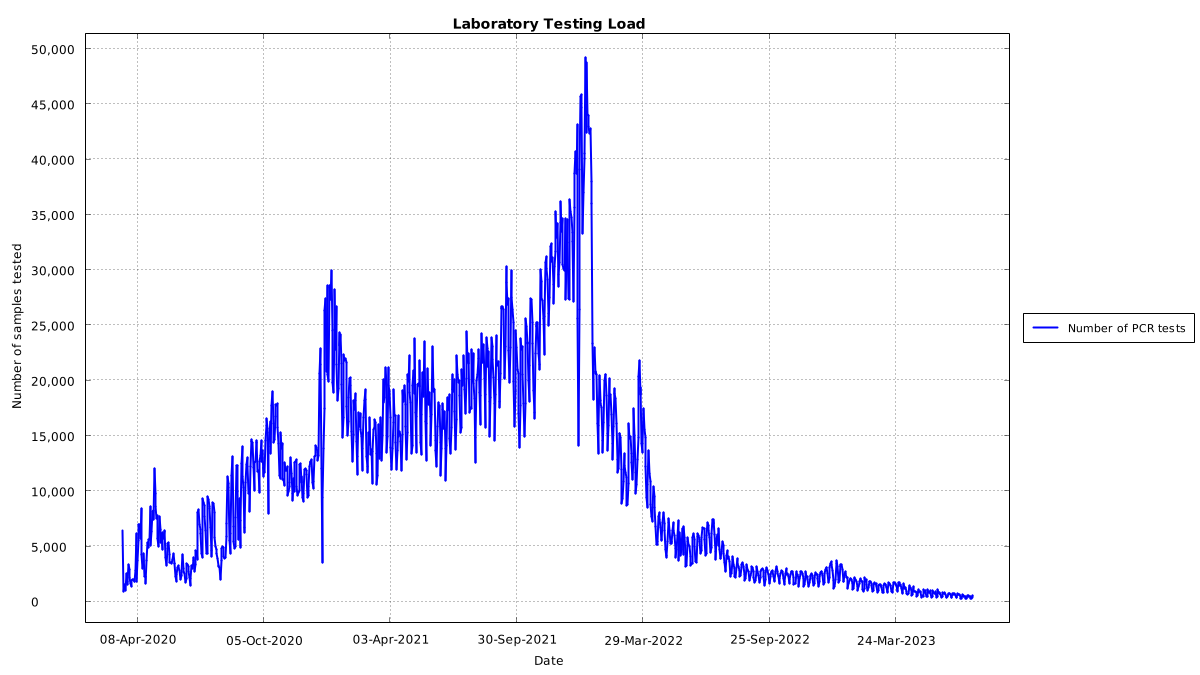 Laboratory Testing Load
Number of samples tested
50,000
45,000
40,000
35,000
30,000
25,000
20,000
15,000
10,000
5,000
0
08-Apr-2020 05-Oct-2020 03-Apr-2021 30-Sep-2021 29-Mar-2022 25-Sep-2022 24-Mar-2023
Date
Number of PCR tests